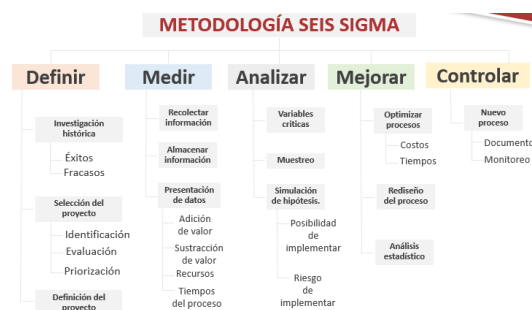 METODOLOGÍA SEIS SIGMA
Definir
Investigación
histórica
Éxitos
Fracasos
Selección del
proyecto
Identificación
Evaluación
Priorización
Definición del
proyecto
Medir
Recolectar
información
Almacenar
información
Presentación
de datos
Adición
de valor
Sustracción
de valor
Recursos
Tiempos
del proceso
Analizar
Variables
criticas
Muestreo
Simulación
de hipótesis.
Posibilidad
de
implementar
Riesgo
de
implementar
Mejorar
Optimizar
procesos
Costos
Tiempos
Rediseño
del proceso
Análisis
estadístico
Controlar
Nuevo
proceso
Documento
Monitoreo